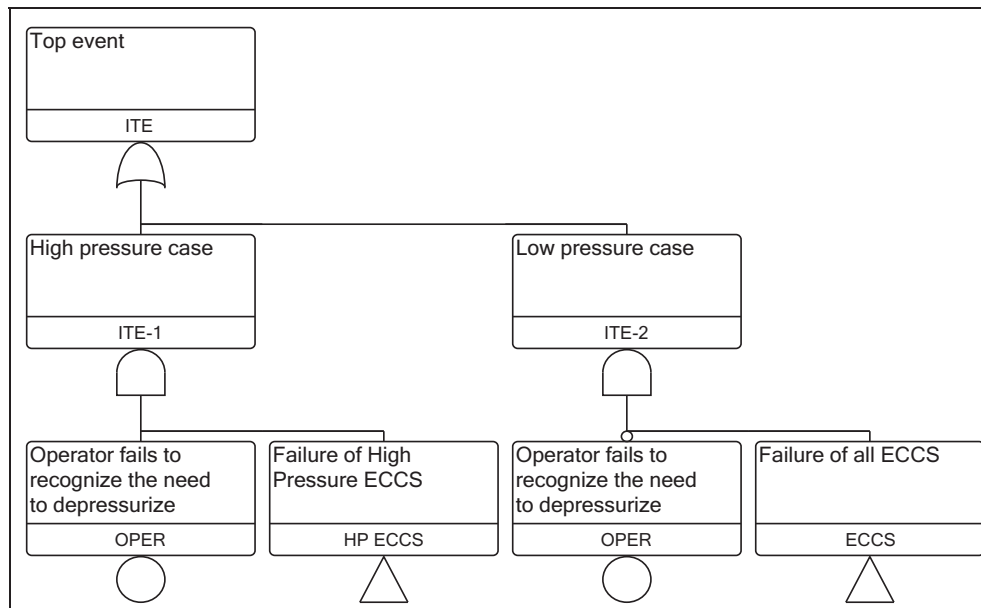 Top event
ITE
High pressure case
ITE-1
Low pressure case
ITE-2
Operator fails to
recognize the need
to depressurize
OPER
Failure of High
Pressure ECCS
HP ECCS
Operator fails to
recognize the need
to depressurize
OPER
Failure of all ECCS
ECCS